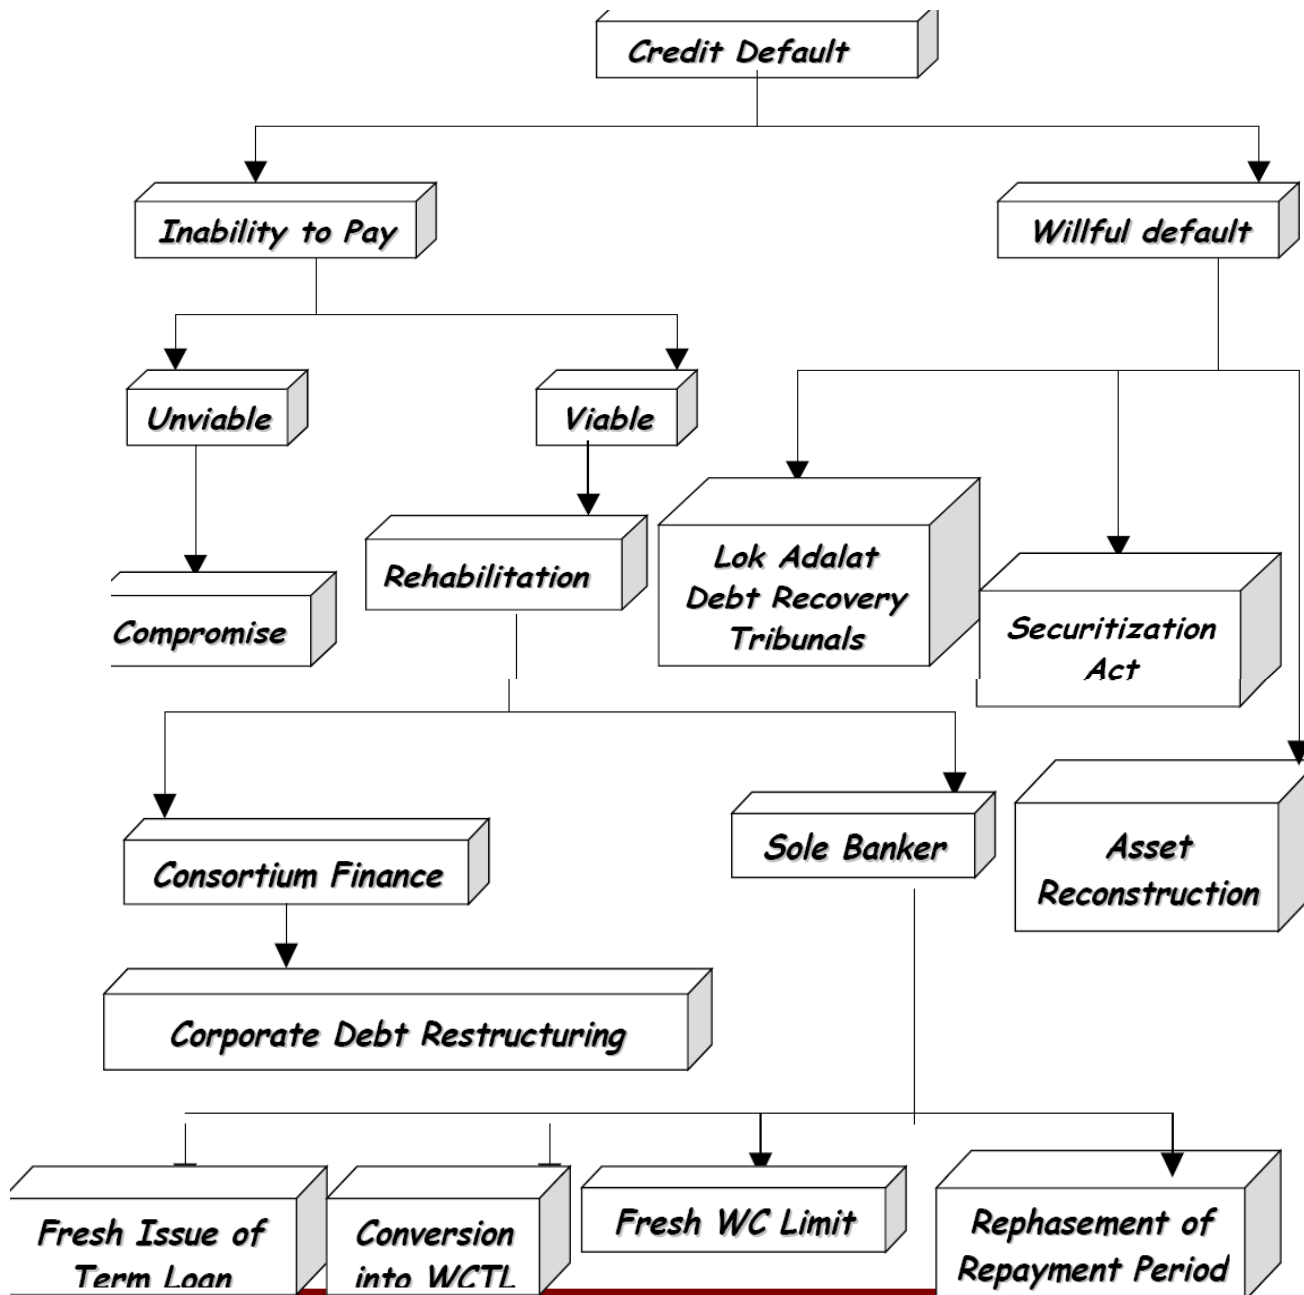 Credit Default
Inability to Pay
Willful default
Unviable
Viable
Compromise
Rehabilitation
Lok Adalat
Debt Recovery
Tribunals
Securitization
Act
Consortium Finance
Sole Banker
Asset
Reconstruction
Corporate Debt Restructuring
Fresh Issue of
Term Loan
Conversion
into WCTL
Fresh WC Limit
Rephasement of
Repayment Period